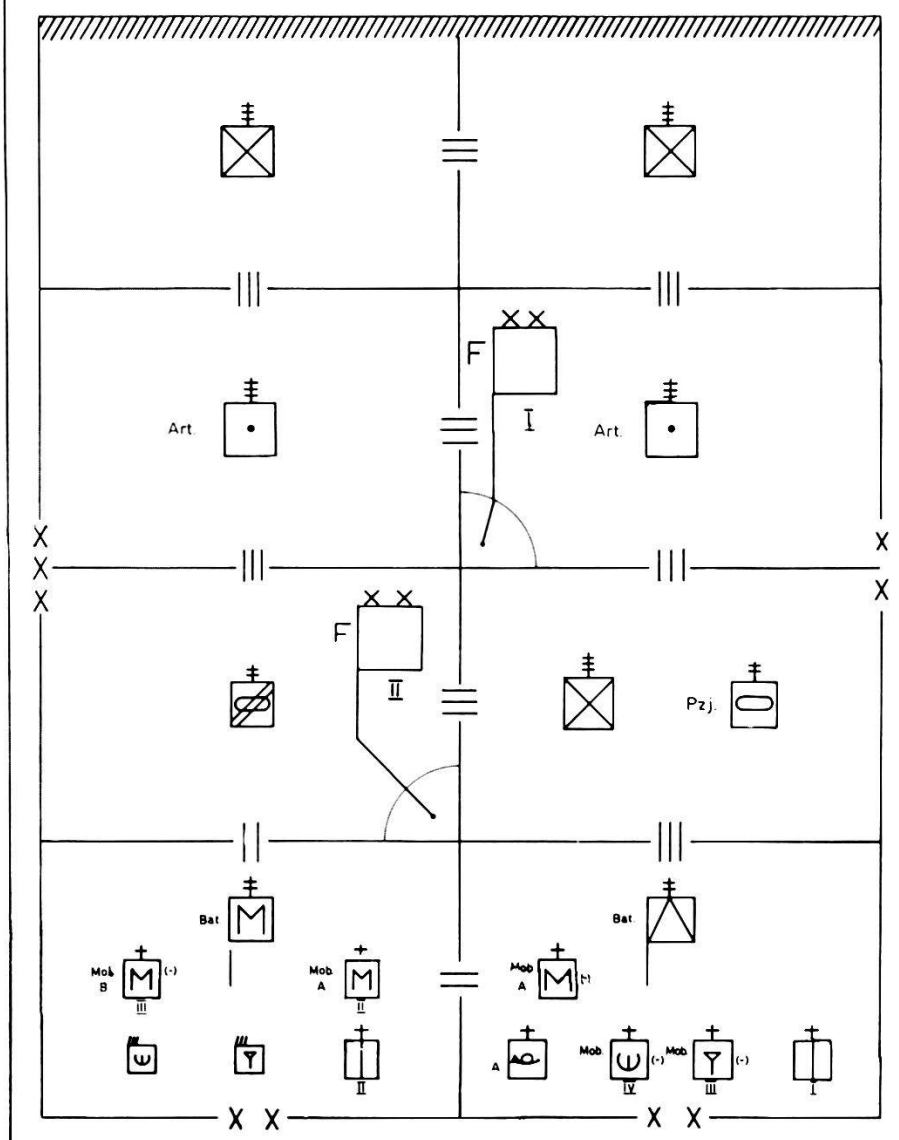 F
I
Art.
Art.
F
II
Pzj.
Bat
Bat.
Mob
B
(-)
III
Mob.
A
II
Mob
A
(-)
II
A
Mob.
(-)
IV
Mob
(-)
III
I